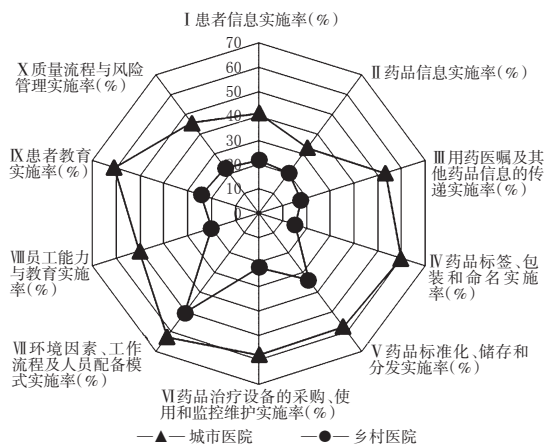 Ⅰ患者信息实施率(%)
70
60
50
40
30
20
10
0
Ⅱ药品信息实施率(%)
Ⅲ用药医嘱及其
他药品信息的传
递实施率(%)
Ⅳ药品标签、包
装和命名实施
率(%)
Ⅴ药品标准化、储存和
分发实施率(%)
Ⅵ药品治疗设备的采购、使
用和监控维护实施率(%)
Ⅶ环境因素、工作
流程及人员配备模
式实施率(%)
Ⅷ员工能力
与教育实施
率(%)
Ⅸ患者教育
实施率(%)
Ⅹ质量流程与风险
管理实施率(%)
城市医院
乡村医院